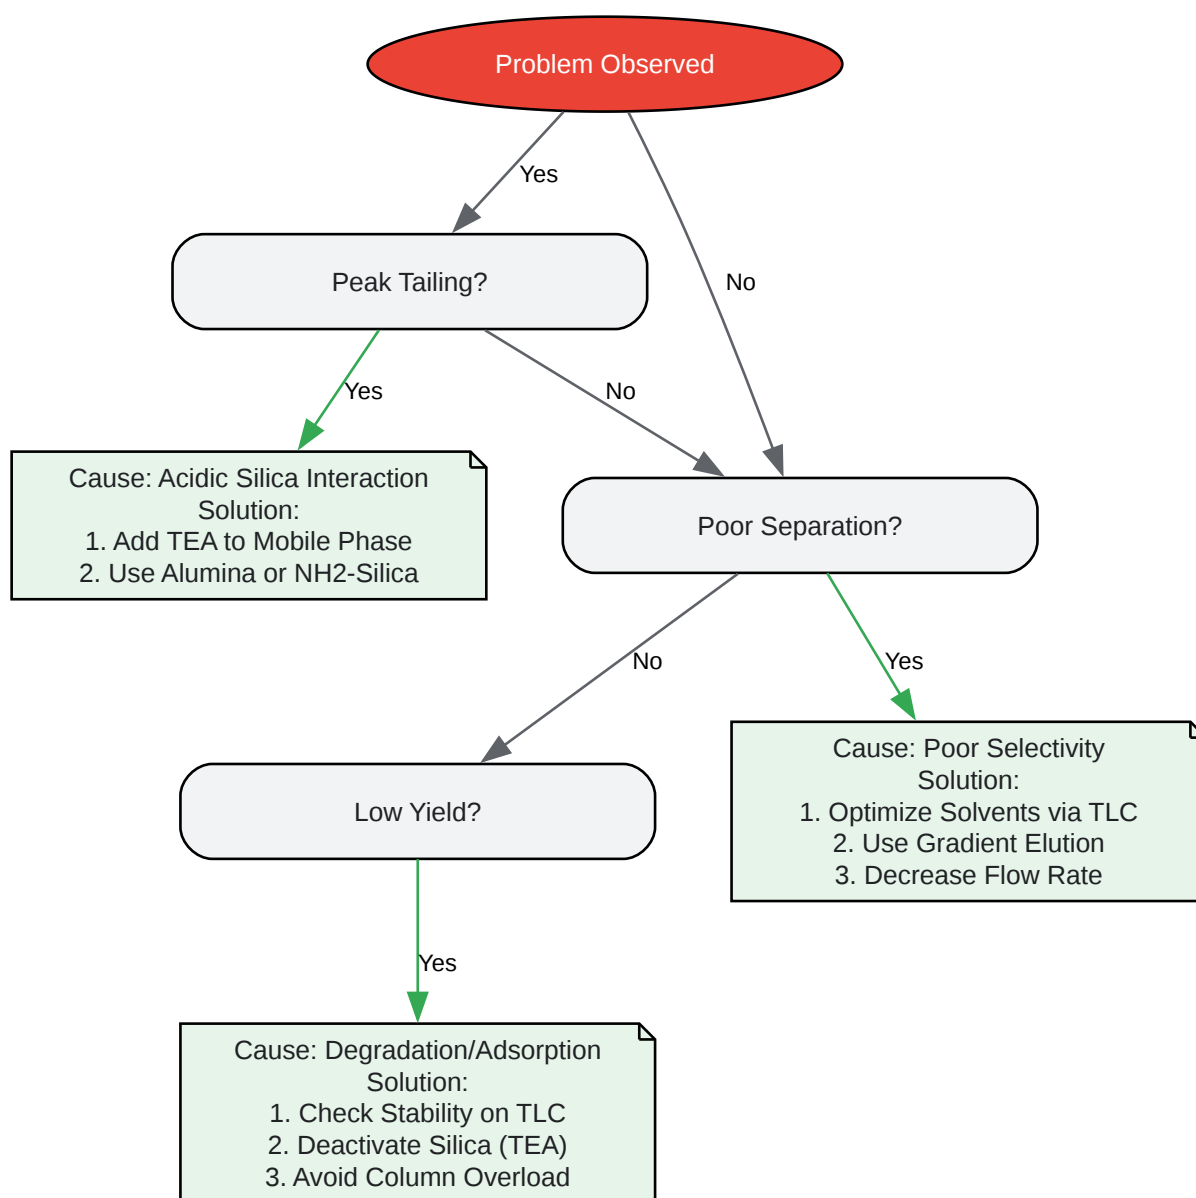 Problem Observed
Yes
No
Peak Tailing?
Yes
No
Cause: Acidic Silica Interaction
Solution:
1. Add TEA to Mobile Phase
2. Use Alumina or NH2-Silica
Poor Separation?
No
Yes
Cause: Poor Selectivity
Solution:
1. Optimize Solvents via TLC
2. Use Gradient Elution
3. Decrease Flow Rate
Low Yield?
Yes
Cause: Degradation/Adsorption
Solution:
1. Check Stability on TLC
2. Deactivate Silica (TEA)
3. Avoid Column Overload